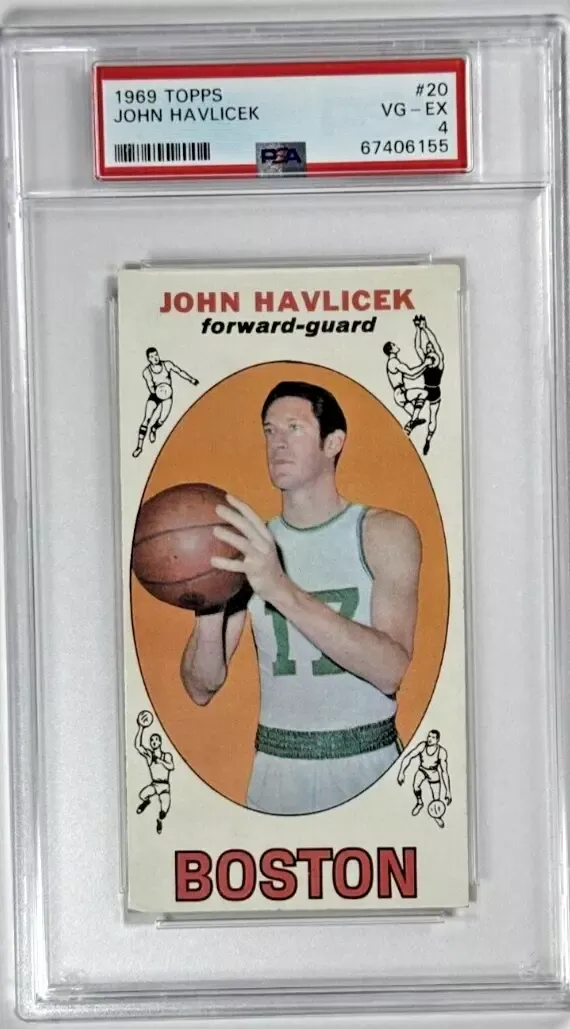 1969 TOPPS #20
JOHN HAVLICEK VG - EX
4
PSA 67406155
JOHN HAVLICEK
forward-guard
17
BOSTON